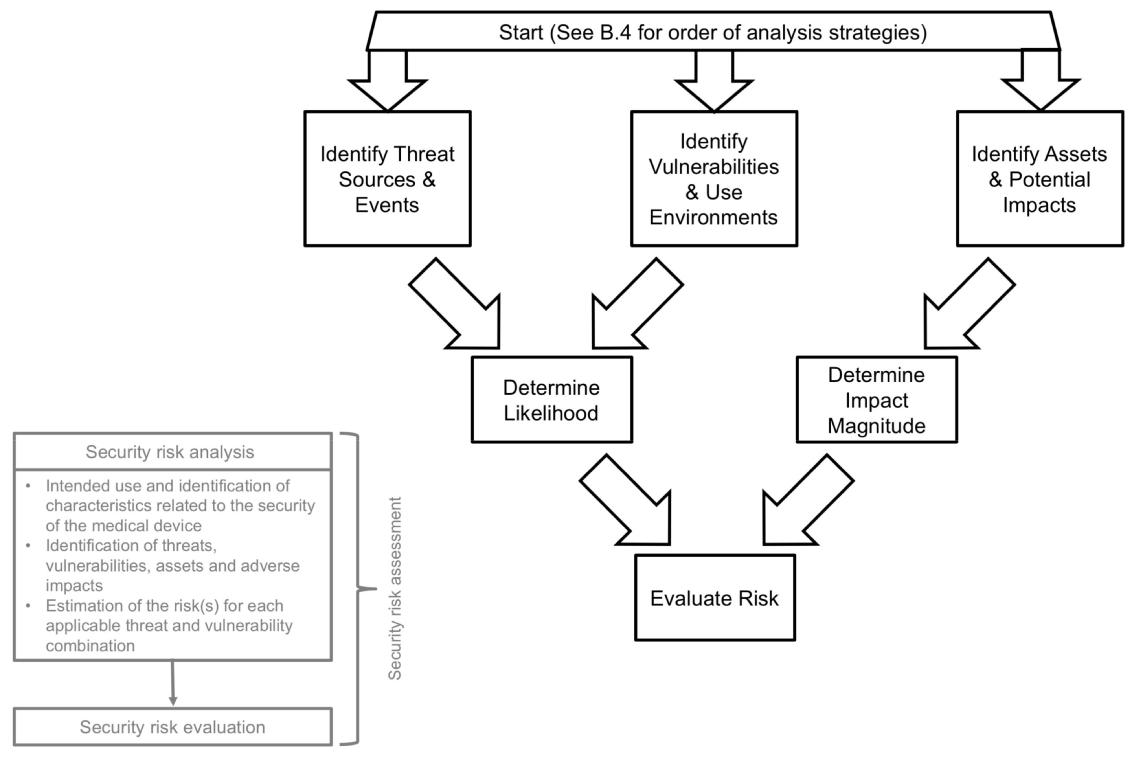 Start (See B.4 for order of analysis strategies)
Identify Threat
Sources &
Events
Identify
Vulnerabilities
& Use
Environments
Identify Assets
& Potential
Impacts
Determine
Likelihood
Determine
Impact
Magnitude
Evaluate Risk
Security risk analysis
• Intended use and identification of
characteristics related to the security
of the medical device
• Identification of threats,
vulnerabilities, assets and adverse
impacts
• Estimation of the risk(s) for each
applicable threat and vulnerability
combination
Security risk evaluation
Security risk assessment